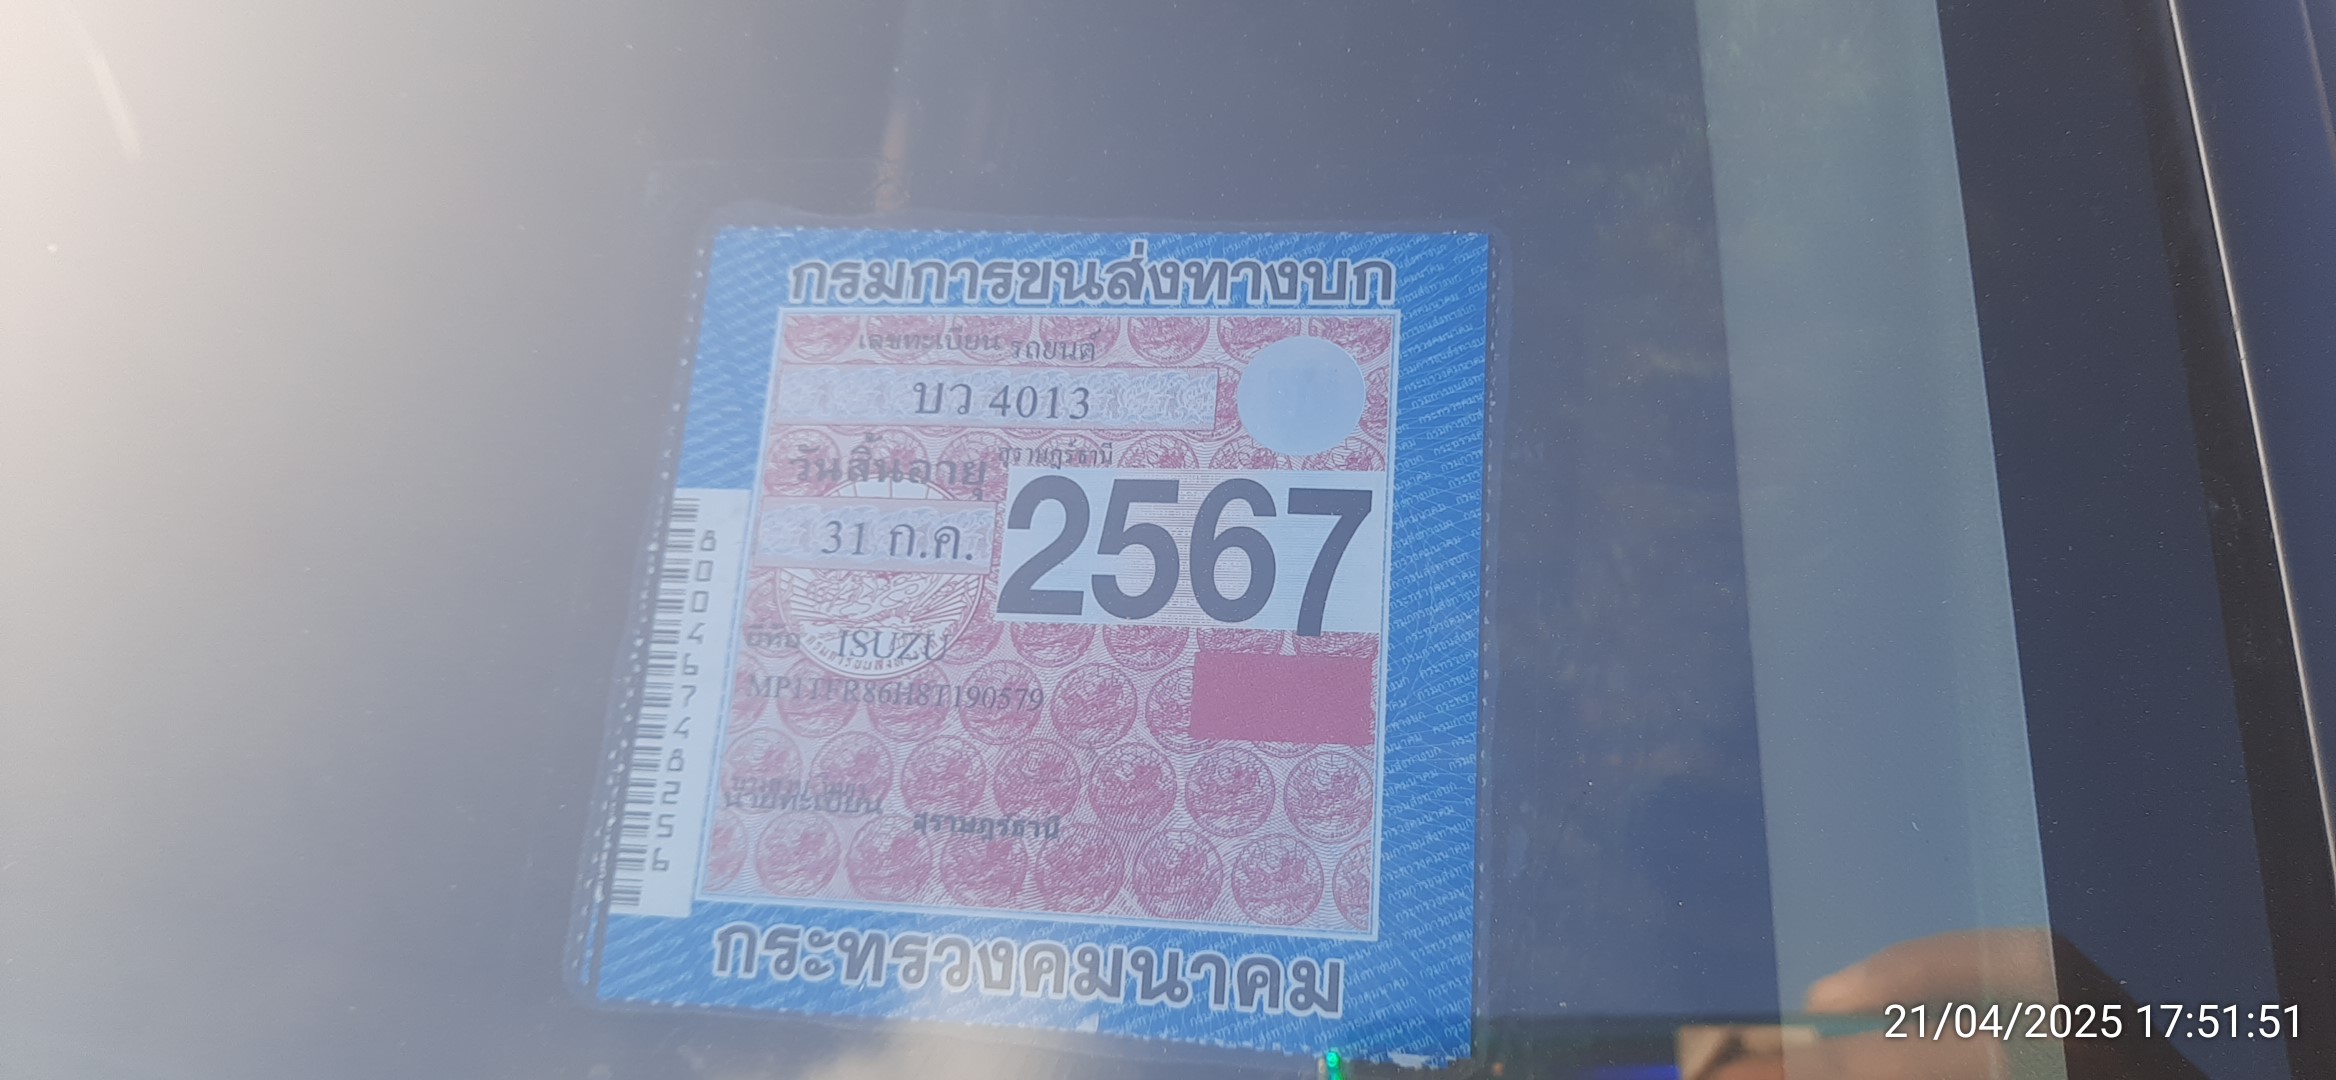 กรมการขนส่งทางบก
เลขทะเบียน รถยนต์
บว 4013
สุราษฎร์ธานี
วันสิ้นอายุ
31 ก.ค.
2567
ยี่ห้อ ISUZU
MP1TFR86H8T190579
นายทะเบียน
สุราษฎร์ธานี
กระทรวงคมนาคม
80046748256
21/04/2025 17:51:51